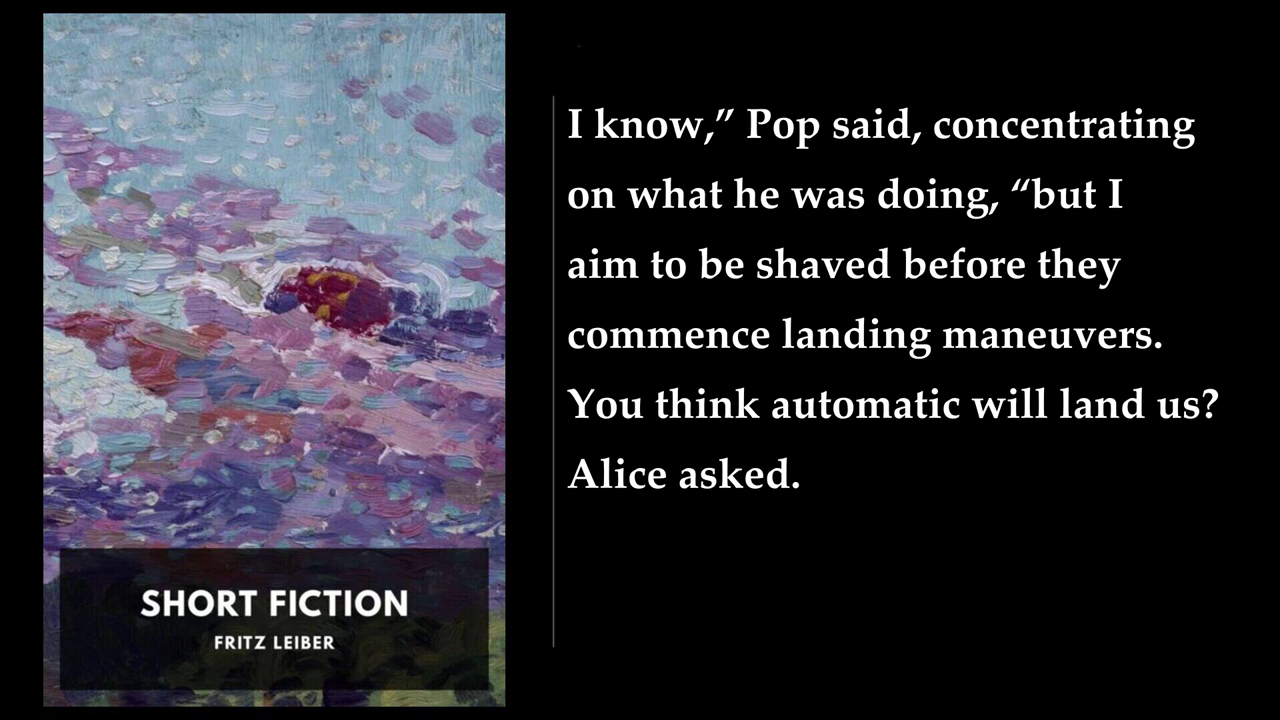 I know,” Pop said, concentrating
on what he was doing, “but I
aim to be shaved before they
commence landing maneuvers.
You think automatic will land us?
Alice asked.
SHORT FICTION
FRITZ LEIBER